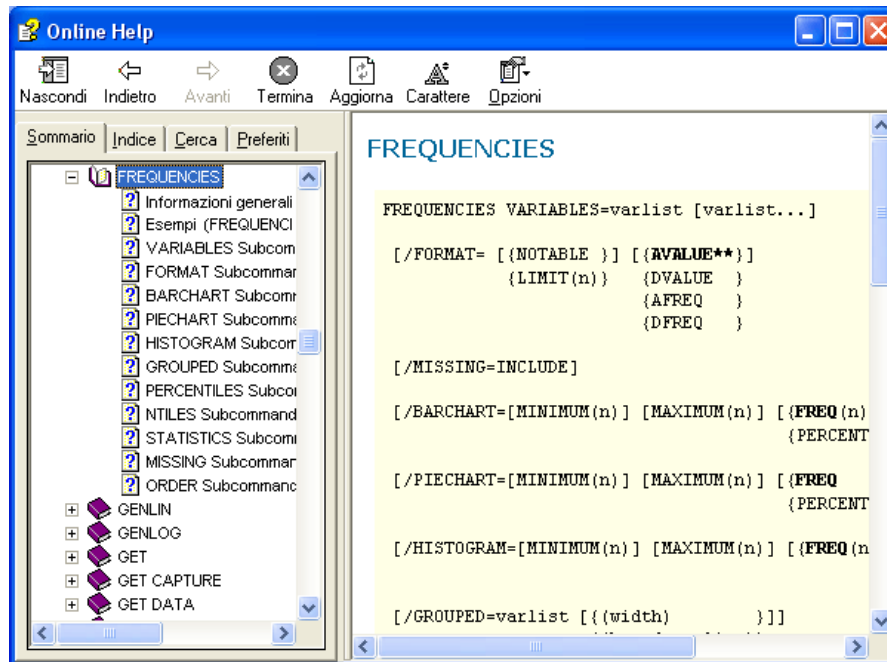 Online Help
Nascondi Indietro Avanti Termina Aggiorna Carattere Opzioni
Sommario Indice Cerca Preferiti
FREQUENCIES
Informazioni generali
Esempi (FREQUENCI
VARIABLES Subcom
FORMAT Subcommar
BARCHART Subcomm
PIECHART Subcomma
HISTOGRAM Subcom
GROUPED Subcomma
PERCENTILES Subcor
NTILES Subcommand
STATISTICS Subcomm
MISSING Subcommar
ORDER Subcommanc
GENLIN
GENLOG
GET
GET CAPTURE
GET DATA
FREQUENCIES
FREQUENCIES VARIABLES=varlist [varlist...]
[/FORMAT= [{NOTABLE }] [{AVALUE**}]
{LIMIT(n)} {DVALUE }
{AFREQ }
{DFREQ }
[/MISSING=INCLUDE]
[/BARCHART=[MINIMUM(n)] [MAXIMUM(n)] [{FREQ(n)
{PERCENT
[/PIECHART=[MINIMUM(n)] [MAXIMUM(n)] [{FREQ
{PERCENT
[/HISTOGRAM=[MINIMUM(n)] [MAXIMUM(n)] [{FREQ(n
[/GROUPED=varlist [{(width) }]]